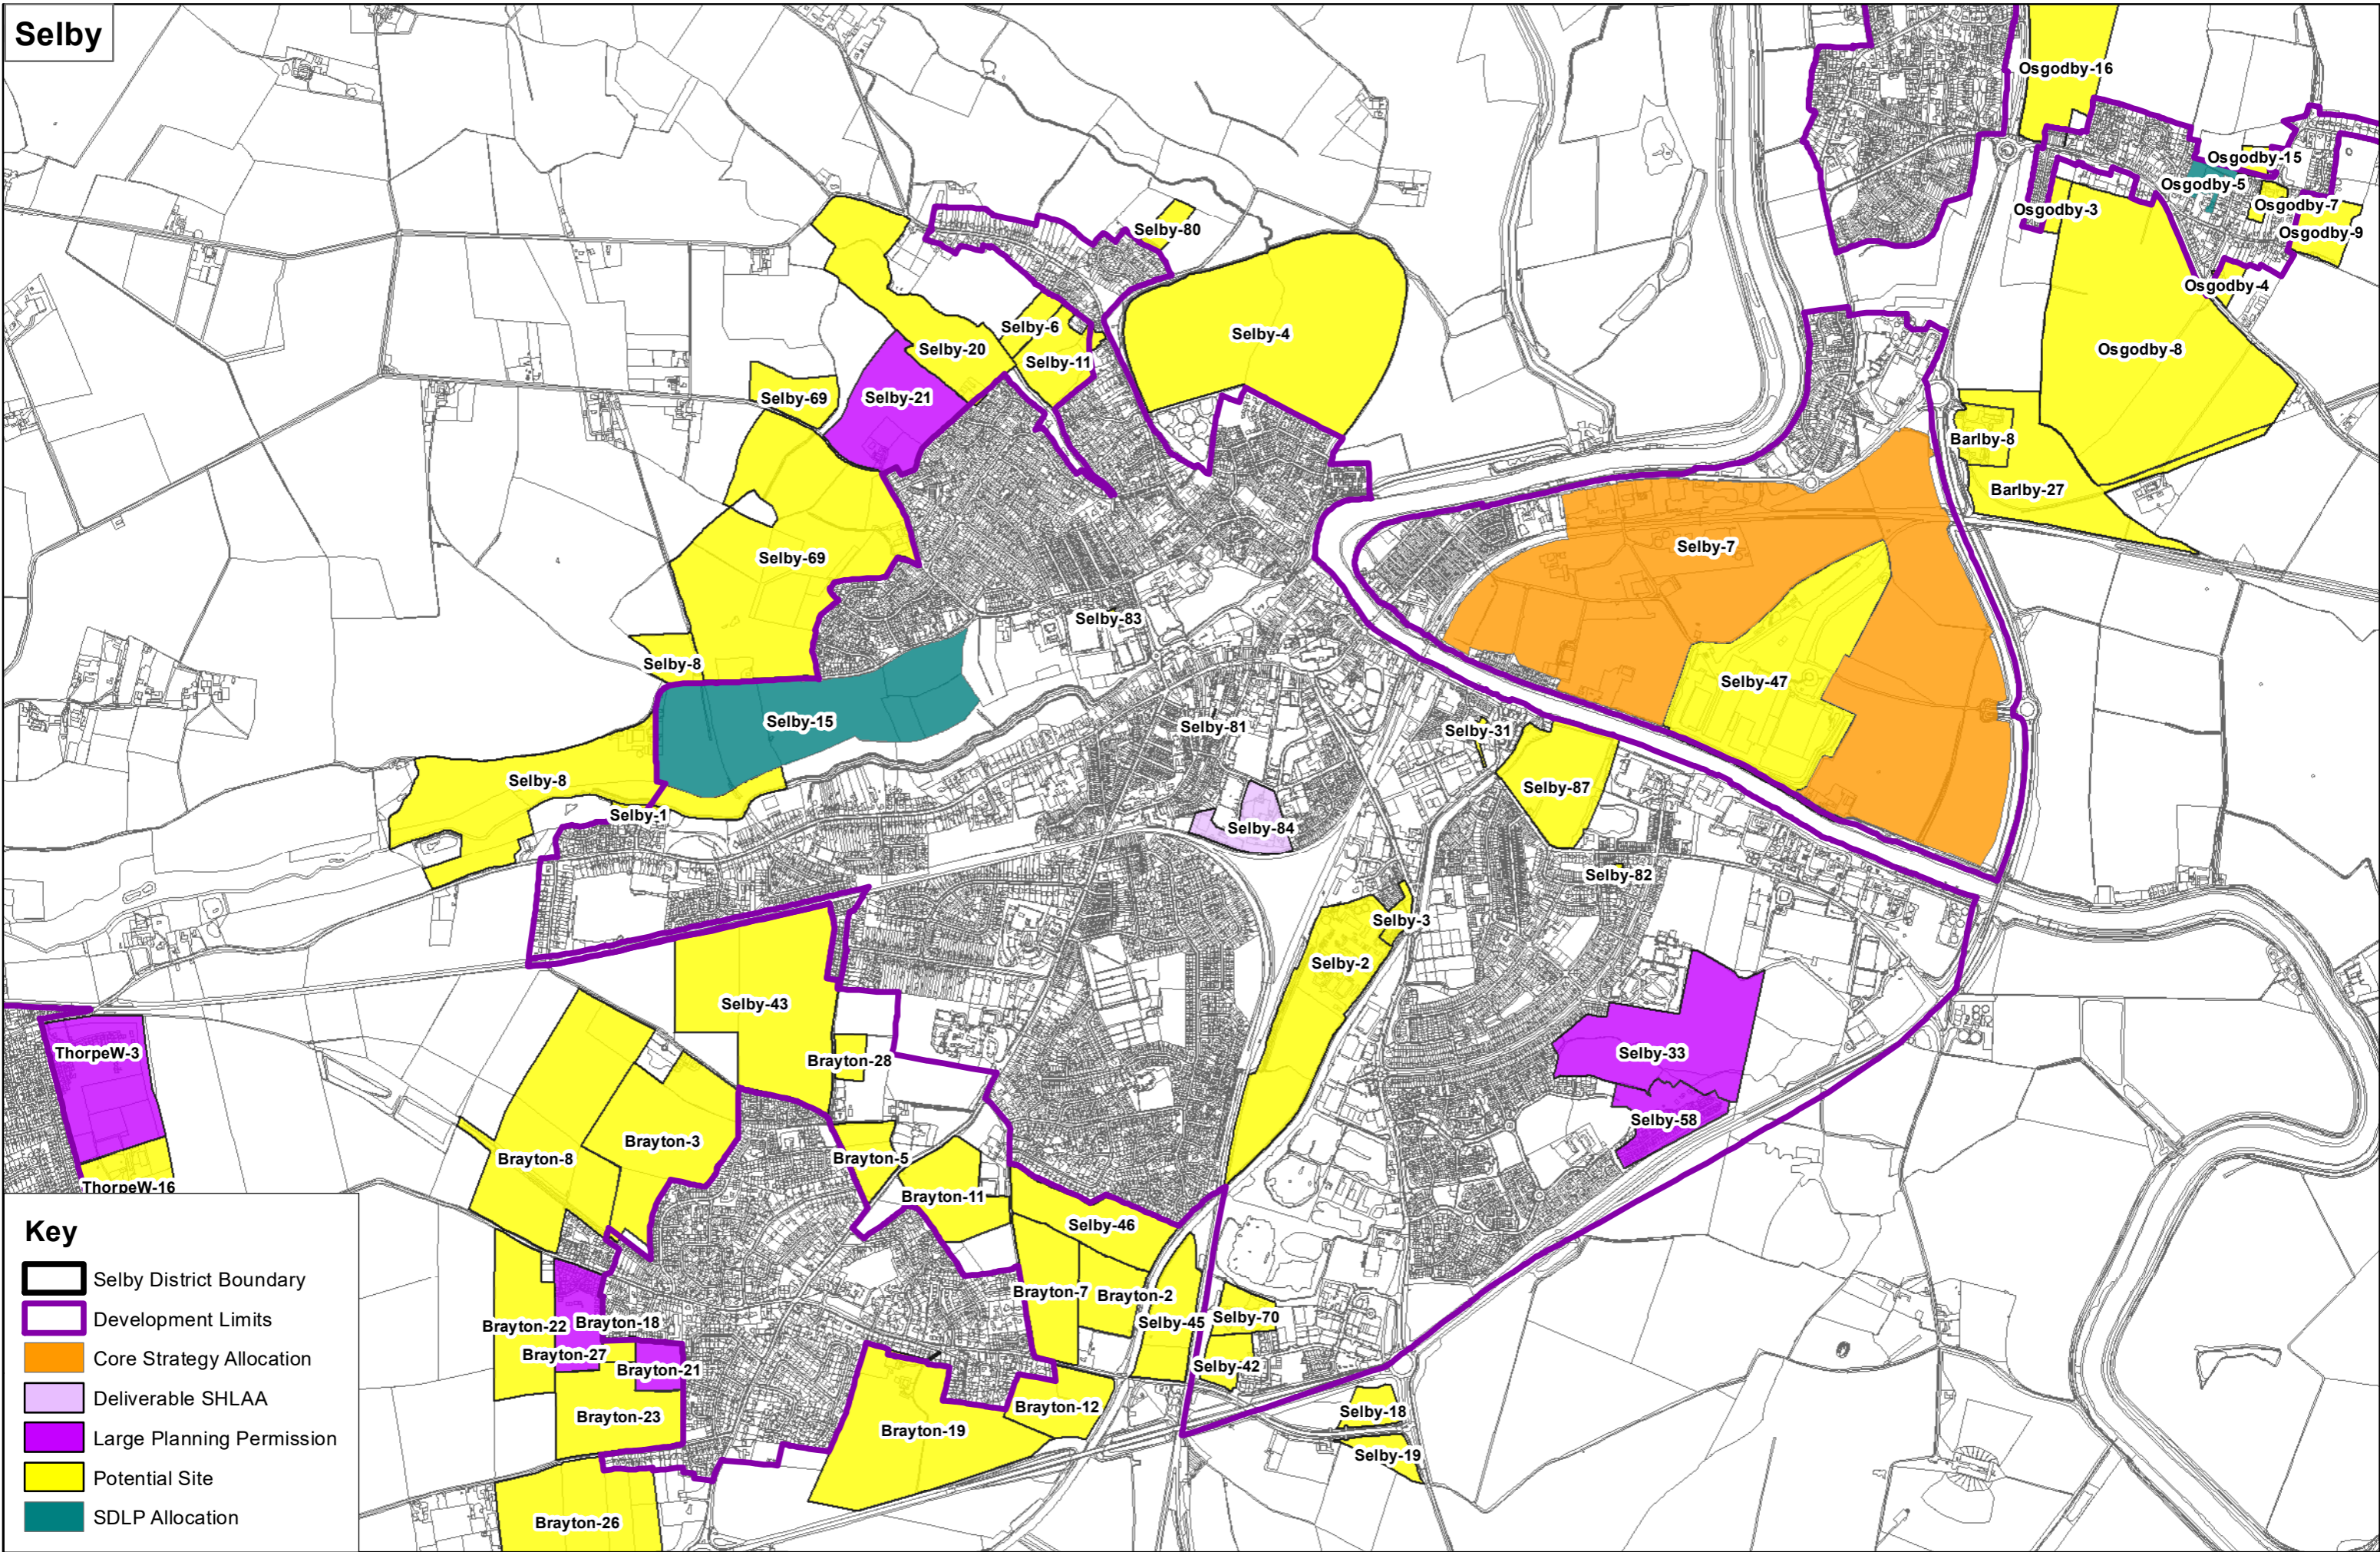 Selby
Osgodby-16
Osgodby-15
Osgodby-5
Osgodby-7
Osgodby-3
Osgodby-9
Osgodby-4
Osgodby-8
Selby-80
Selby-6
Selby-4
Selby-20
Selby-11
Selby-69
Selby-21
Barlby-8
Barlby-27
Selby-7
Selby-69
Selby-83
Selby-8
Selby-47
Selby-15
Selby-81
Selby-31
Selby-8
Selby-87
Selby-1
Selby-84
Selby-82
Selby-3
Selby-2
Selby-43
ThorpeW-3
Brayton-28
Selby-33
Selby-58
Brayton-3
Brayton-8
Brayton-5
ThorpeW-16
Brayton-11
Selby-46
Brayton-7
Brayton-2
Selby-45
Selby-70
Brayton-22
Brayton-18
Brayton-27
Brayton-21
Selby-42
Brayton-12
Selby-18
Brayton-23
Brayton-19
Selby-19
Brayton-26
Key
Selby District Boundary
Development Limits
Core Strategy Allocation
Deliverable SHLAA
Large Planning Permission
Potential Site
SDLP Allocation